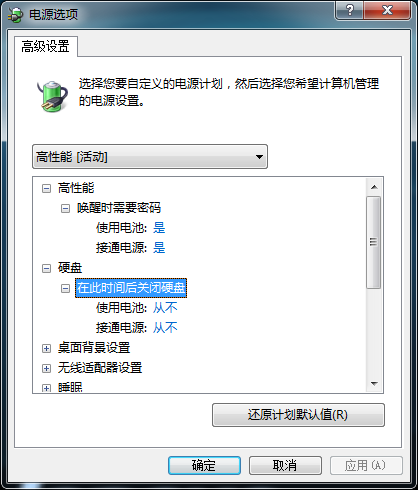 电源选项
高级设置
选择您要自定义的电源计划，然后选择您希望计算机管理
的电源设置。
高性能 [活动]
高性能
唤醒时需要密码
使用电池: 是
接通电源: 是
硬盘
在此时间后关闭硬盘
使用电池: 从不
接通电源: 从不
桌面背景设置
无线适配器设置
睡眠
还原计划默认值(R)
确定
取消
应用(A)